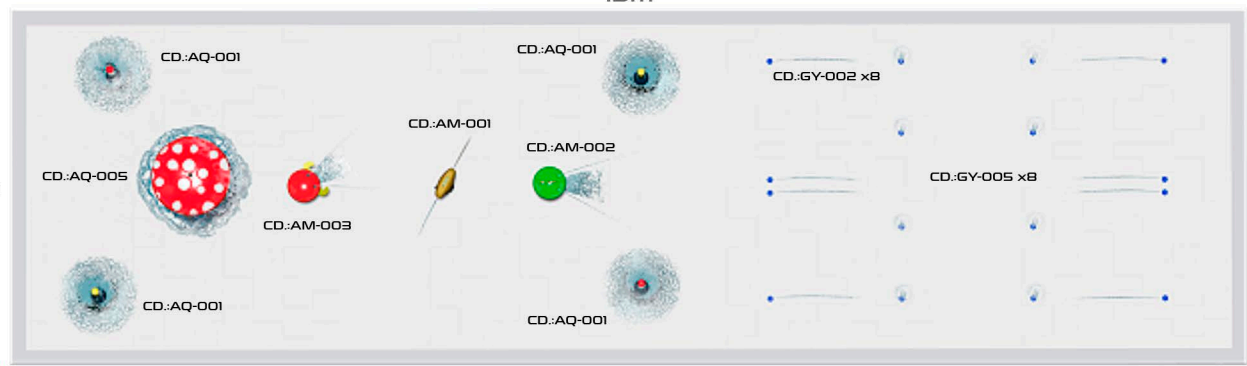 CD.:AQ-001
CD.:AQ-001
CD.:GY-002 x8
CD.:AM-001
CD.:AM-002
CD.:AQ-005
CD.:GY-005 x8
CD.:AM-003
CD.:AQ-001
CD.:AQ-001